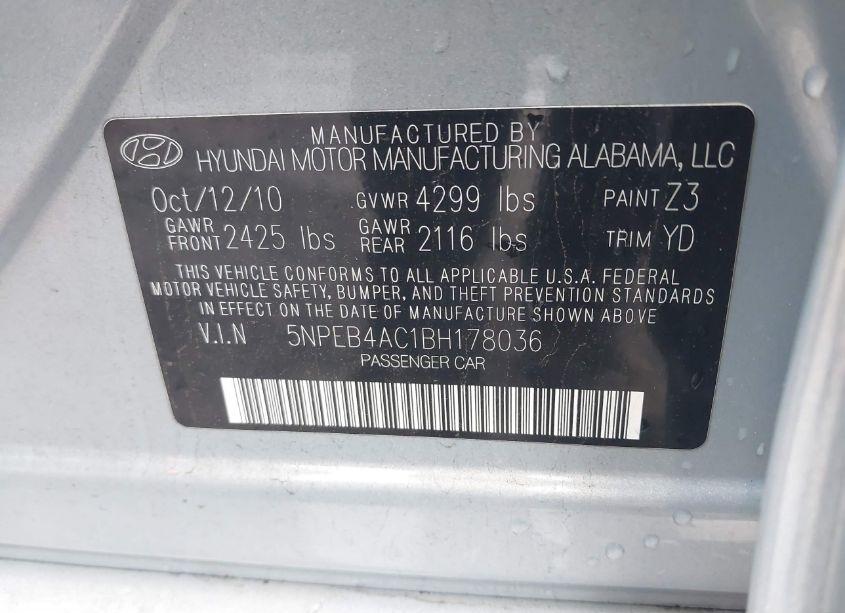 MANUFACTURED BY
HYUNDAI MOTOR MANUFACTURING ALABAMA, LLC
Oct/12/10 GVWR 4299 lbs PAINT Z3
GAWR FRONT 2425 lbs GAWR REAR 2116 lbs TRIM YD
THIS VEHICLE CONFORMS TO ALL APPLICABLE U.S.A. FEDERAL
MOTOR VEHICLE SAFETY, BUMPER, AND THEFT PREVENTION STANDARDS
IN EFFECT ON THE DATE OF MANUFACTURE SHOWN ABOVE.
V.I.N 5NPEB4AC1BH178036
PASSENGER CAR